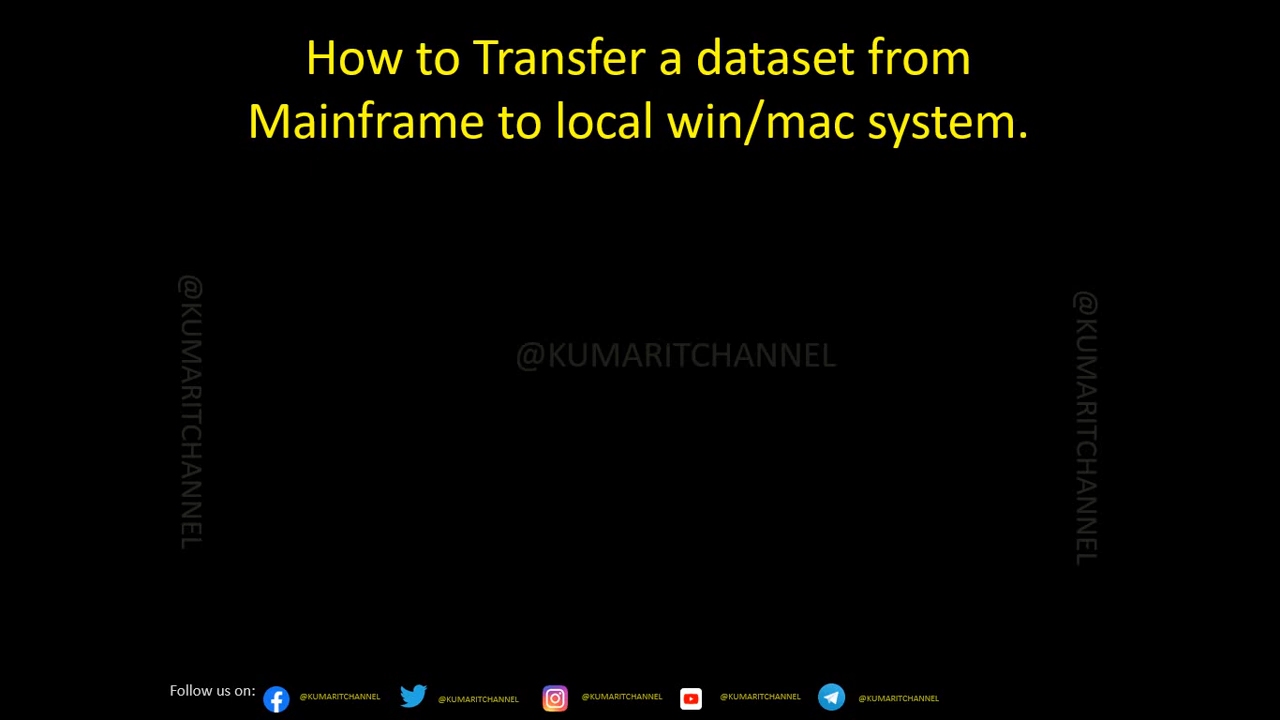 How to Transfer a dataset from
Mainframe to local win/mac system.
@KUMARITCHANNEL
@KUMARITCHANNEL
@KUMARITCHANNEL
Follow us on: @KUMARITCHANNEL @KUMARITCHANNEL @KUMARITCHANNEL @KUMARITCHANNEL @KUMARITCHANNEL